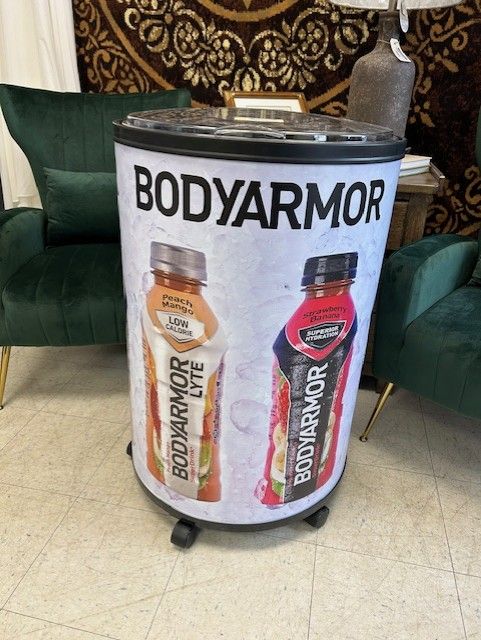 BODYARMOR
Peach
Mango
LOW
CALORIE
BODYARMOR
LYTE
Strawberry
Banana
SUPERIOR
HYDRATION
BODYARMOR